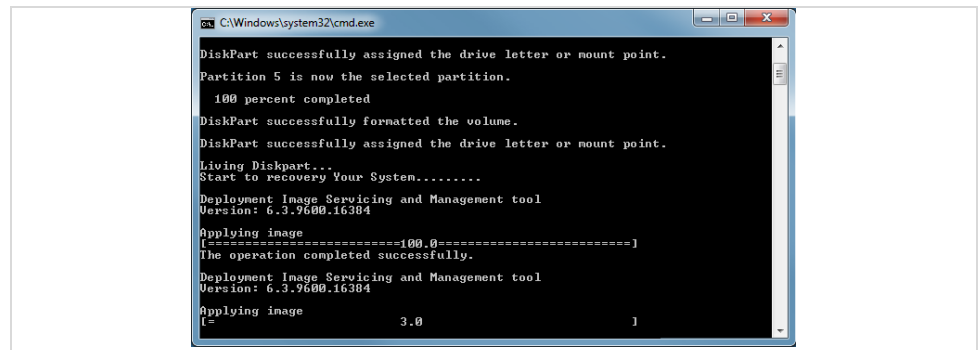 C:\Windows\system32\cmd.exe
DiskPart successfully assigned the drive letter or mount point.
Partition 5 is now the selected partition.
100 percent completed
DiskPart successfully formatted the volume.
DiskPart successfully assigned the drive letter or mount point.
Living Diskpart...
Start to recovery Your System.........
Deployment Image Servicing and Management tool
Version: 6.3.9600.16384
Applying image
[==========================100.0==========================]
The operation completed successfully.
Deployment Image Servicing and Management tool
Version: 6.3.9600.16384
Applying image
[=                         3.0                            ]